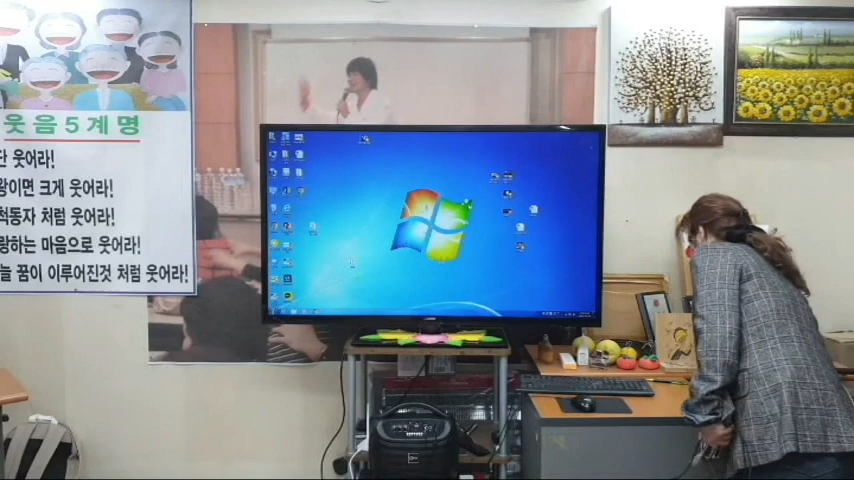 웃음5계명
단 웃어라!
왕이면 크게 웃어라!
척동자 처럼 웃어라!
랑하는 마음으로 웃어라!
늘 꿈이 이루어진것 처럼 웃어라!